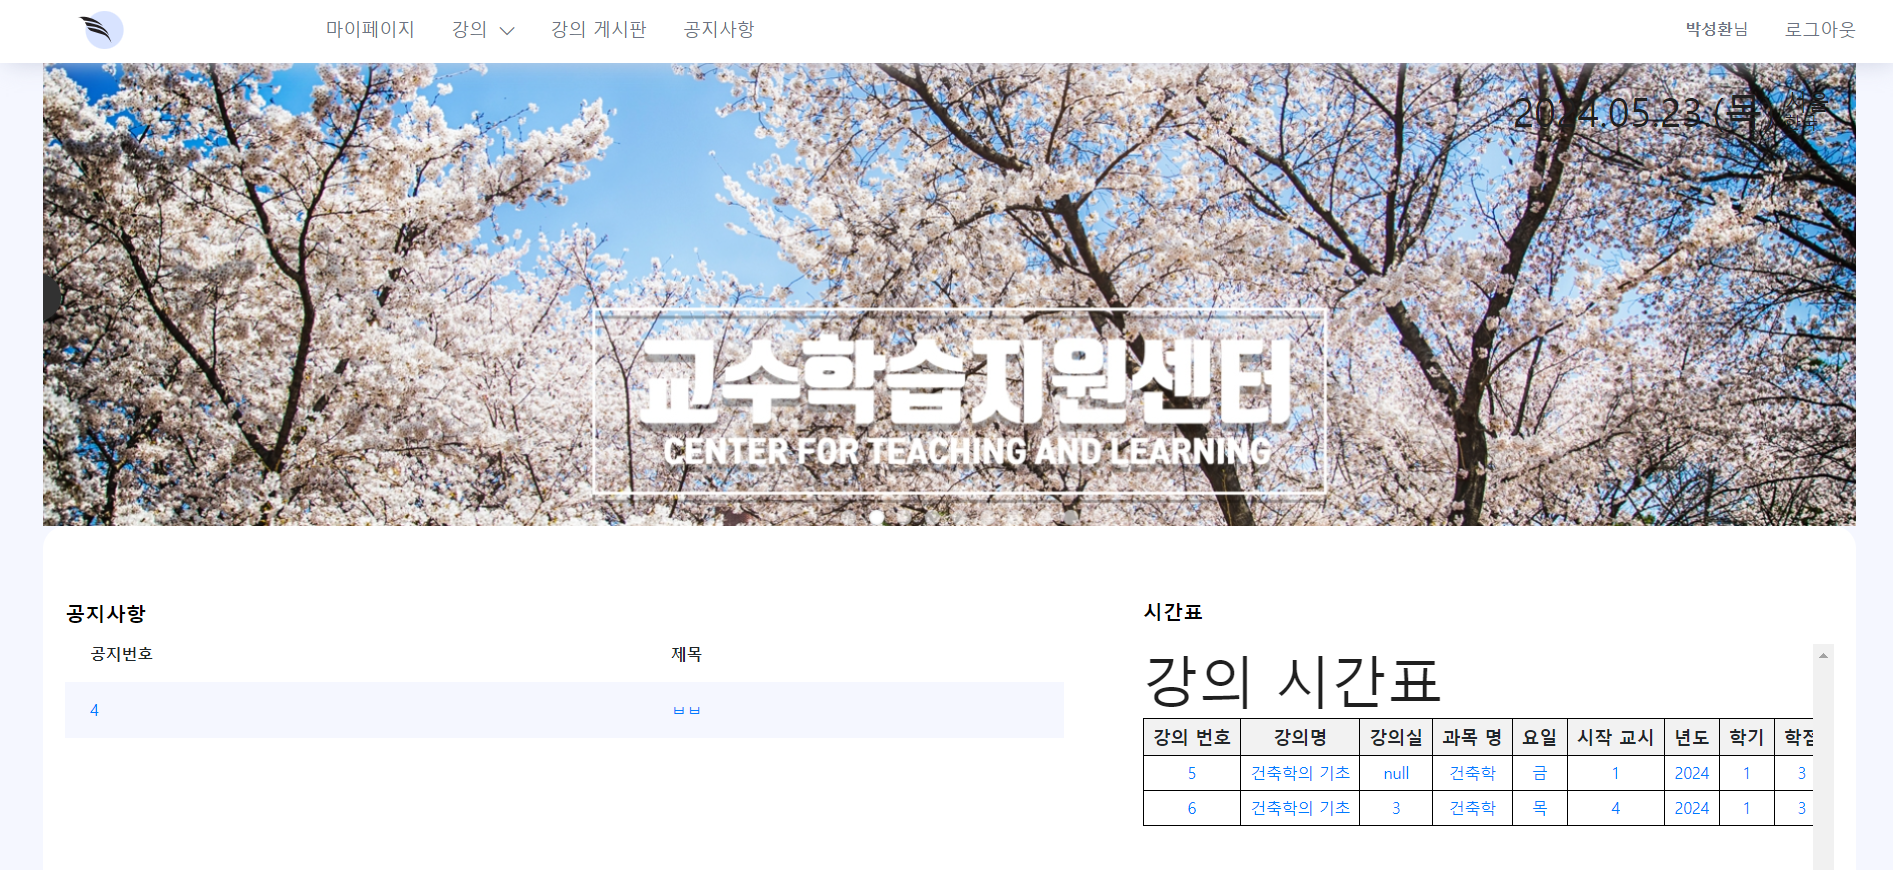 마이페이지 강의 강의 게시판 공지사항 박성환님 로그아웃
2024.05.23 (목
교수학습지원센터
CENTER FOR TEACHING AND LEARNING
공지사항
공지번호 제목
4 ㅂㅂ
시간표
강의 시간표
강의 번호 강의명 강의실 과목 명 요일 시작 교시 년도 학기 학점
5 건축학의 기초 null 건축학 금 1 2024 1 3
6 건축학의 기초 3 건축학 목 4 2024 1 3